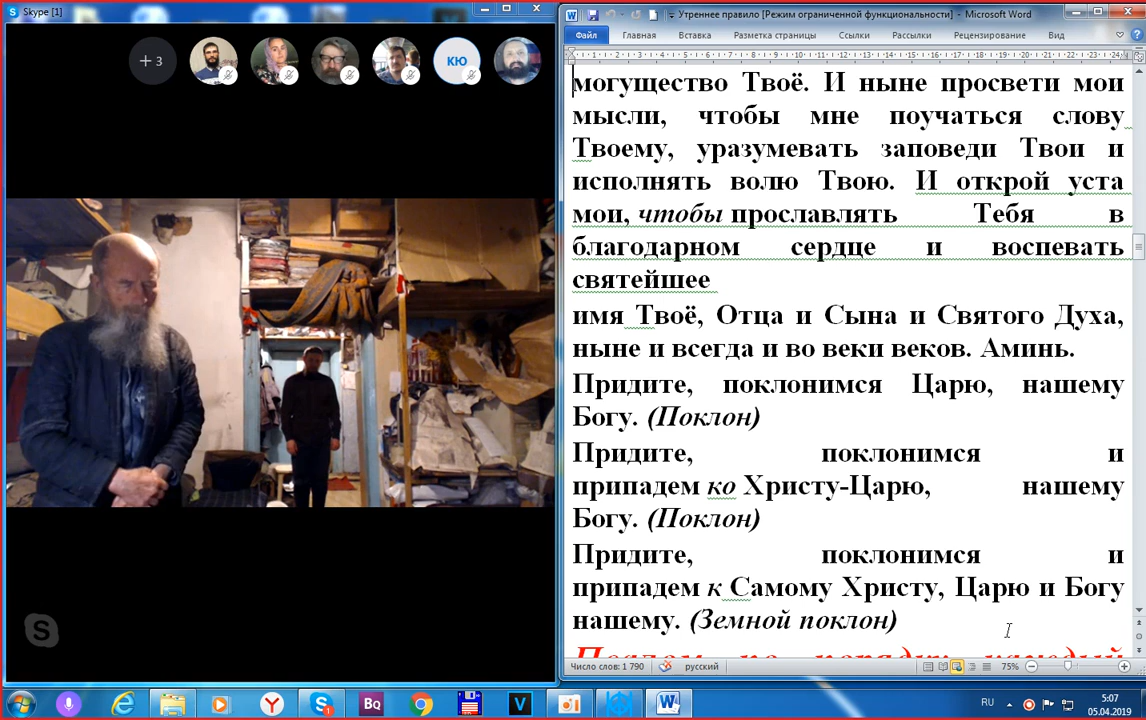 Skype [1]
+ 3
КЮ
Утреннее правило [Режим ограниченной функциональности] - Microsoft Word
Файл Главная Вставка Разметка страницы Ссылки Рассылки Рецензирование Вид
могущество Твоё. И ныне просвети мои
мысли, чтобы мне поучаться слову
Твоему, уразумевать заповеди Твои и
исполнять волю Твою. И открой уста
мои, чтобы прославлять Тебя в
благодарном сердце и воспевать
святейшее
имя Твоё, Отца и Сына и Святого Духа,
ныне и всегда и во веки веков. Аминь.
Придите, поклонимся Царю, нашему
Богу. (Поклон)
Придите, поклонимся и
припадем ко Христу-Царю, нашему
Богу. (Поклон)
Придите, поклонимся и
припадем к Самому Христу, Царю и Богу
нашему. (Земной поклон)
Число слов: 1 790 русский 75%
RU 5:07
05.04.2019